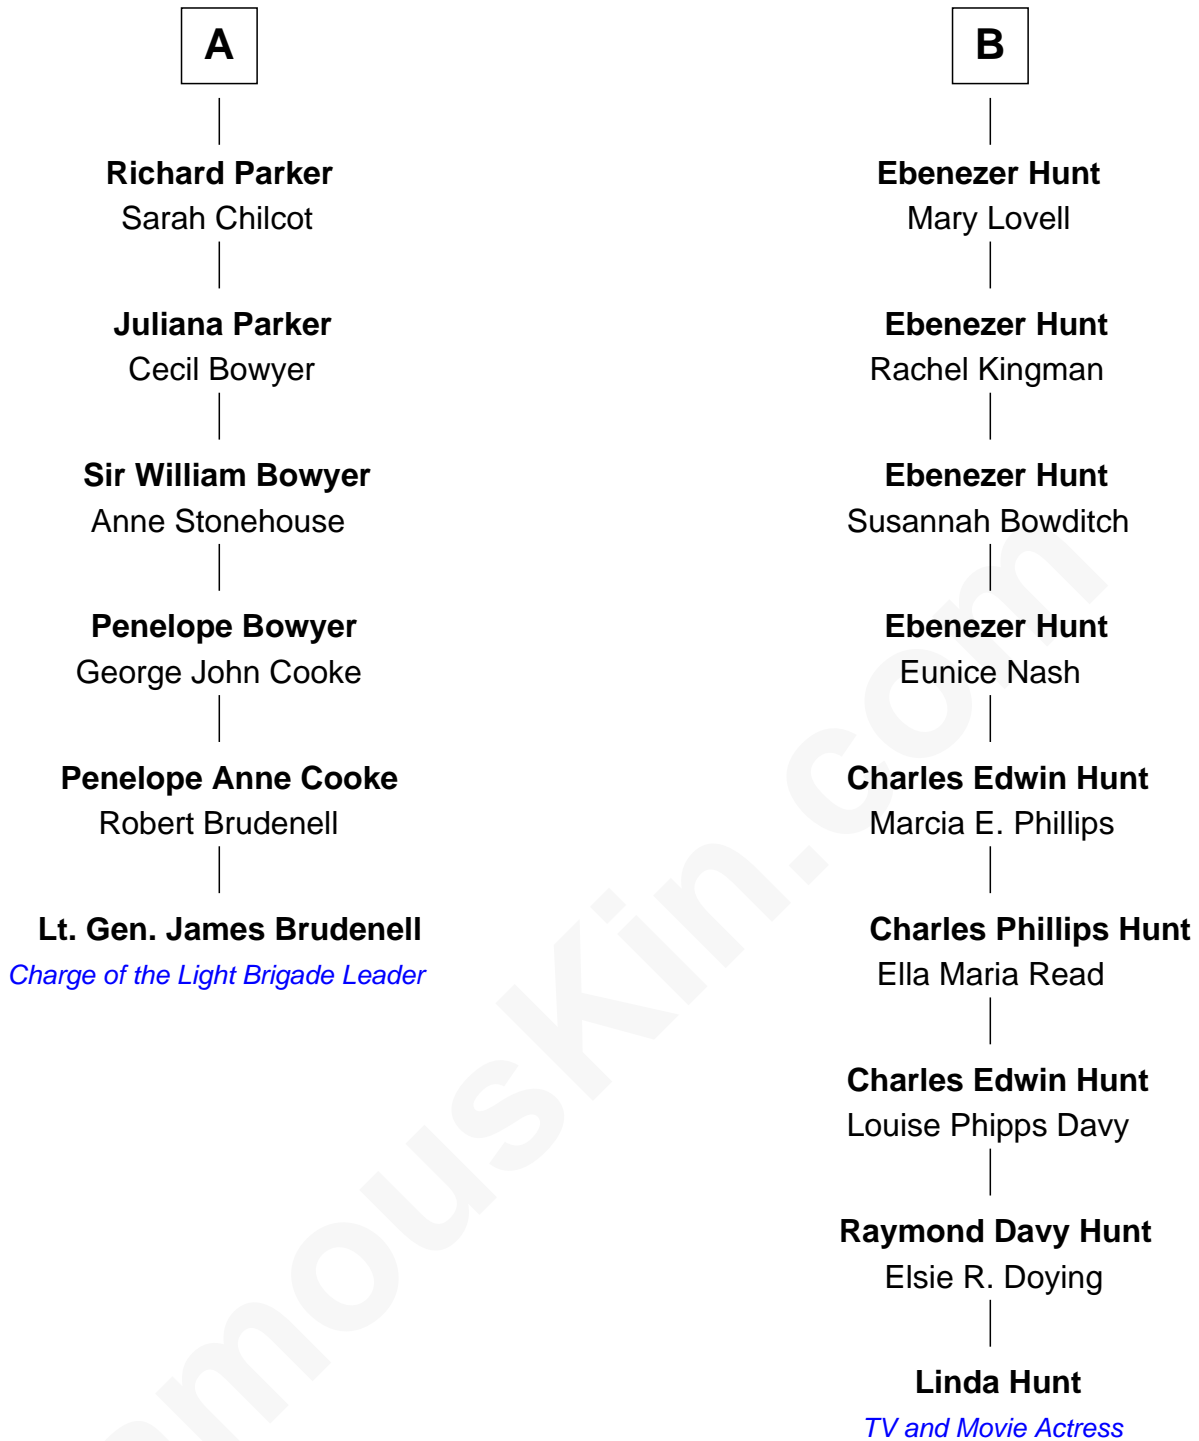 A
Richard Parker
Sarah Chilcot
Juliana Parker
Cecil Bowyer
Sir William Bowyer
Anne Stonehouse
Penelope Bowyer
George John Cooke
Penelope Anne Cooke
Robert Brudenell
Lt. Gen. James Brudenell
Charge of the Light Brigade Leader
B
Ebenezer Hunt
Mary Lovell
Ebenezer Hunt
Rachel Kingman
Ebenezer Hunt
Susannah Bowditch
Ebenezer Hunt
Eunice Nash
Charles Edwin Hunt
Marcia E. Phillips
Charles Phillips Hunt
Ella Maria Read
Charles Edwin Hunt
Louise Phipps Davy
Raymond Davy Hunt
Elsie R. Doying
Linda Hunt
TV and Movie Actress
amouskin.com